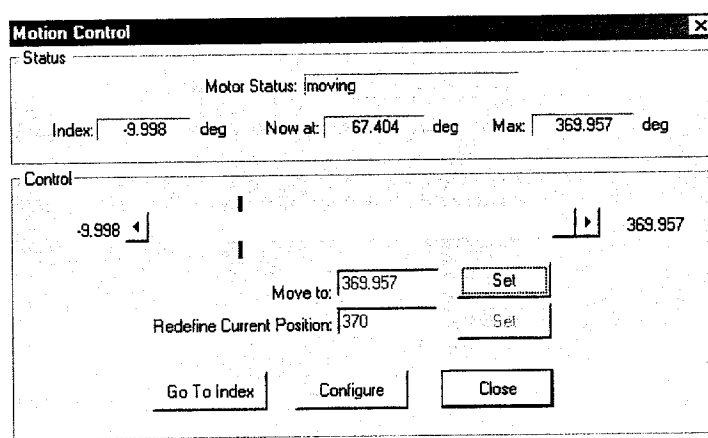 Motion Control
Status
Motor Status: moving
Index: -9.998 deg Now at: 67.404 deg Max: 369.957 deg
Control
-9.998 369.957
Move to: 369.957 Set
Redefine Current Position: 370 Set
Go To Index Configure Close